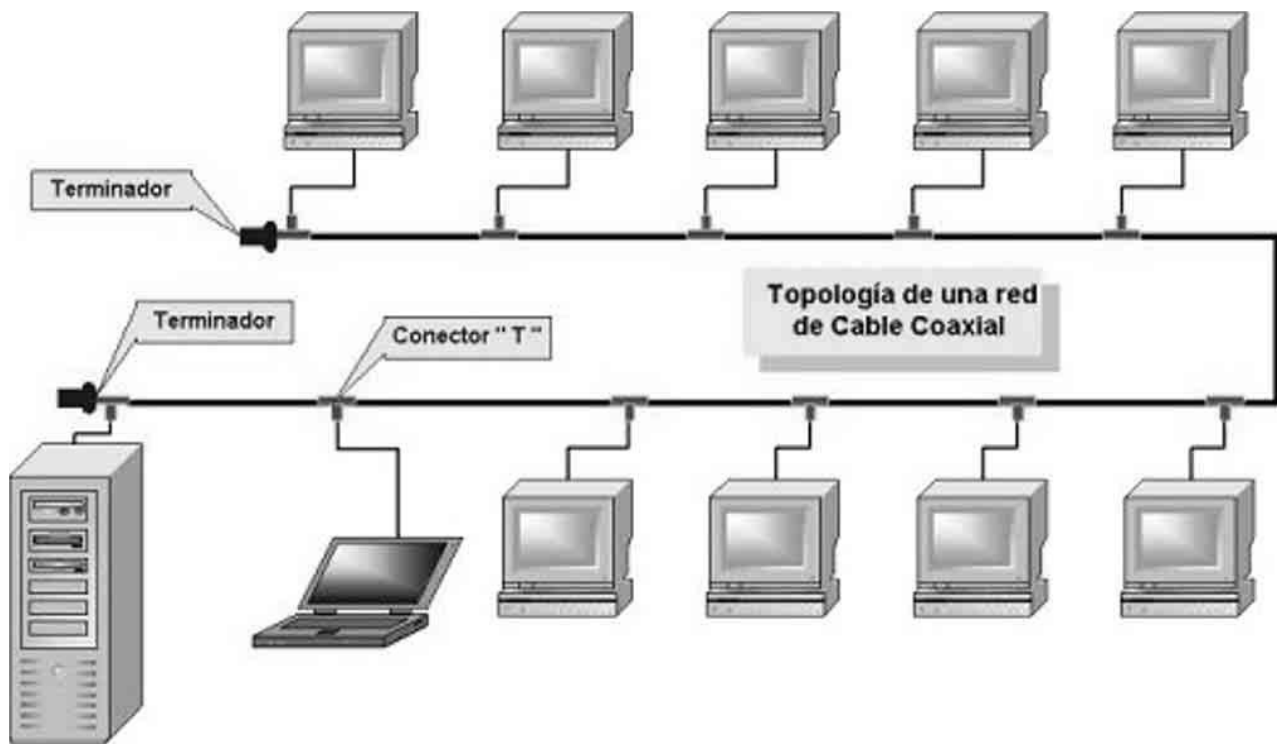 Terminador
Topología de una red
de Cable Coaxial
Terminador
Conector " T "